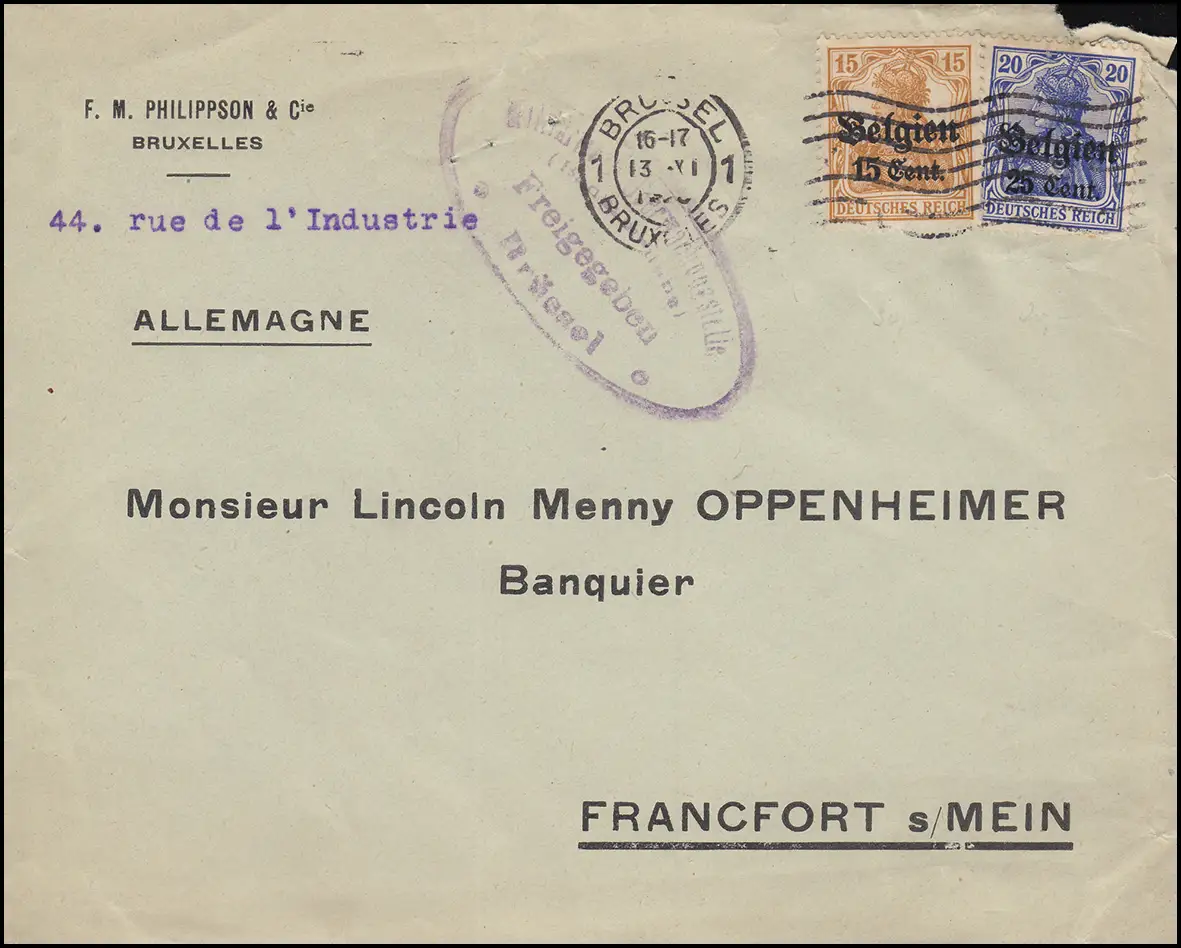 F. M. PHILIPPSON & Cie
BRUXELLES
44. rue de l'Industrie
ALLEMAGNE
BRUSSEL
16-17
1 13 XI 1
BRUXELLES
Freigegeben
Brüssel
15 15
Belgien
15 Cent.
DEUTSCHES REICH
20 20
Belgien
25 Cent.
DEUTSCHES REICH
Monsieur Lincoln Menny OPPENHEIMER
Banquier
FRANCFORT s/MEIN